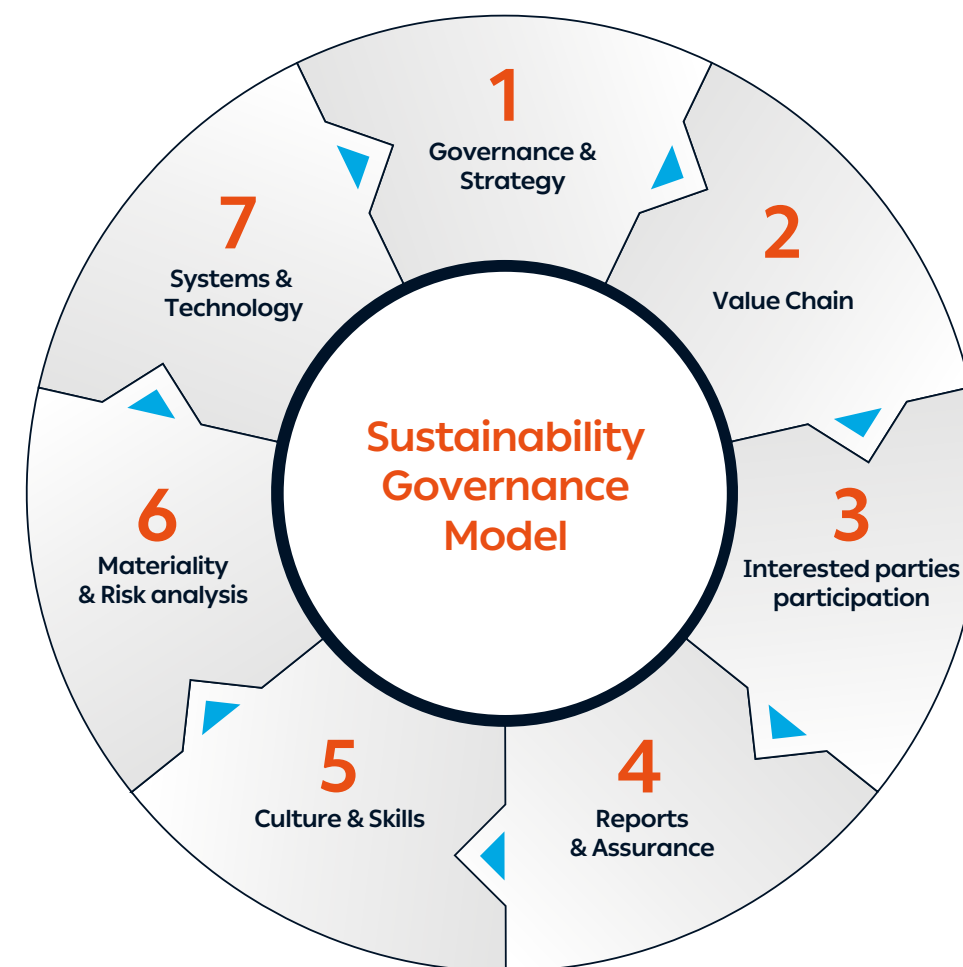 1
Governance &
Strategy
2
Value Chain
3
Interested parties
participation
4
Reports
& Assurance
5
Culture & Skills
6
Materiality
& Risk analysis
7
Systems &
Technology
Sustainability
Governance
Model